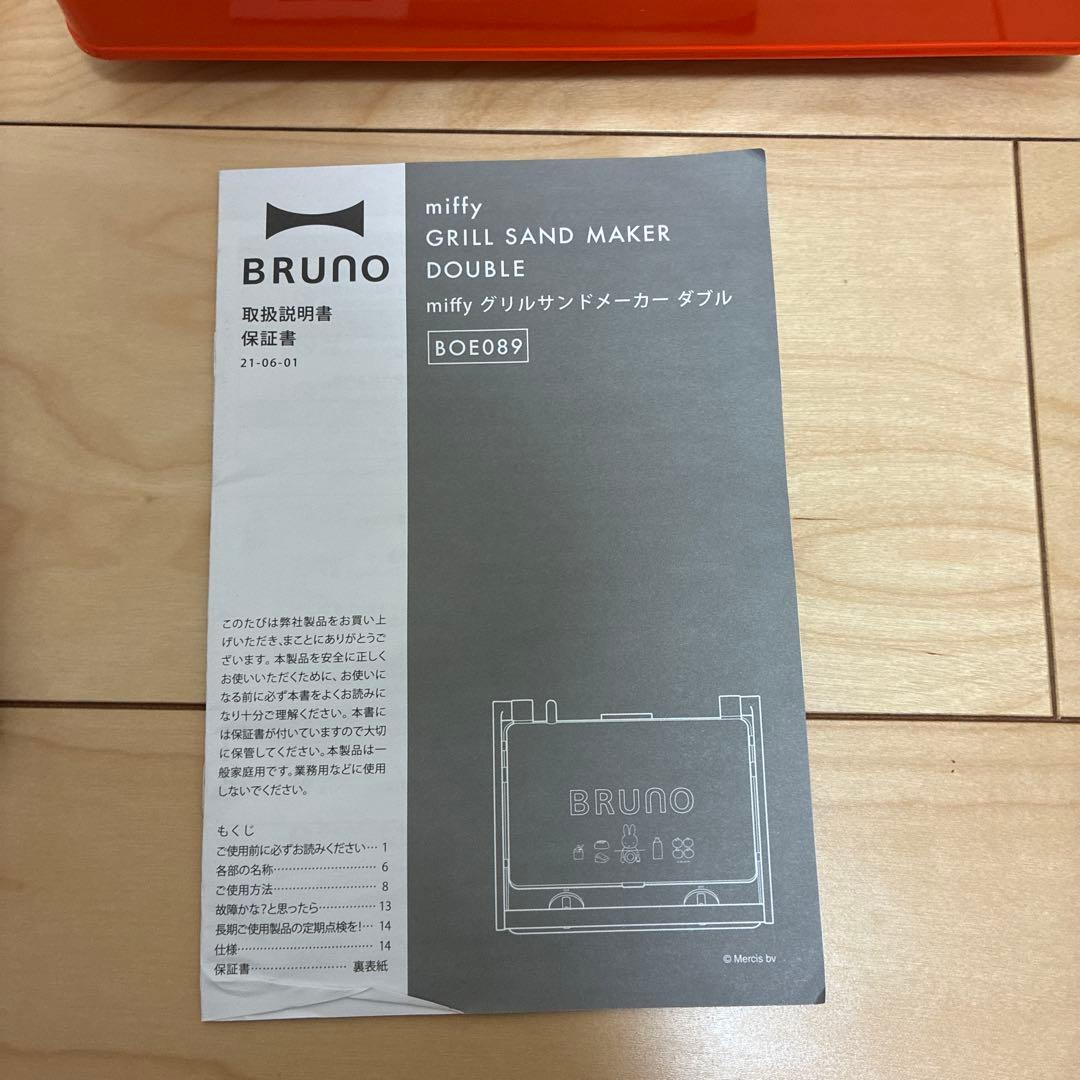 BRUNO
取扱説明書
保証書
21-06-01
miffy
GRILL SAND MAKER
DOUBLE
miffy グリルサンドメーカー ダブル
BOE089
このたびは弊社製品をお買い上
げいただき、まことにありがとうご
ざいます。本製品を安全に正しく
お使いいただくために、お使いに
なる前に必ず本書をよくお読みに
なり十分ご理解ください。本書に
は保証書が付いていますので大切
に保管してください。本製品は一
般家庭用です。業務用などに使用
しないでください。
もくじ
ご使用前に必ずお読みください… 1
各部の名称…………………… 6
ご使用方法…………………… 8
故障かな?と思ったら………… 13
長期ご使用製品の定期点検を!… 14
仕様………………………… 14
保証書…………………… 裏表紙
BRUNO
© Mercis bv